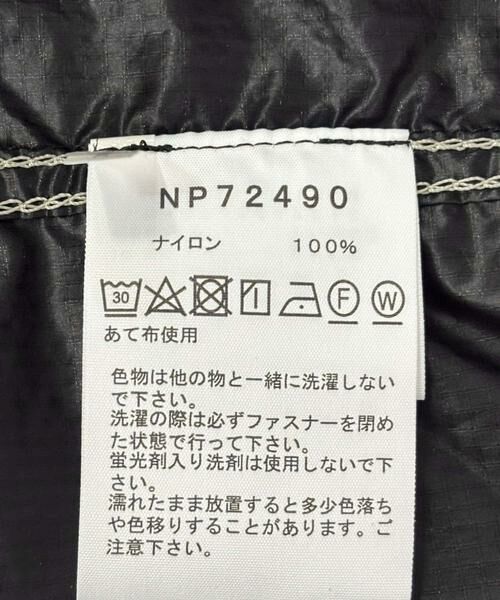 NP72490
ナイロン 100%
30 F W
あて布使用
色物は他の物と一緒に洗濯しない
で下さい。
洗濯の際は必ずファスナーを閉め
た状態で行って下さい。
蛍光剤入り洗剤は使用しないで下
さい。
濡れたまま放置すると多少色落ち
や色移りすることがあります。ご
注意下さい。